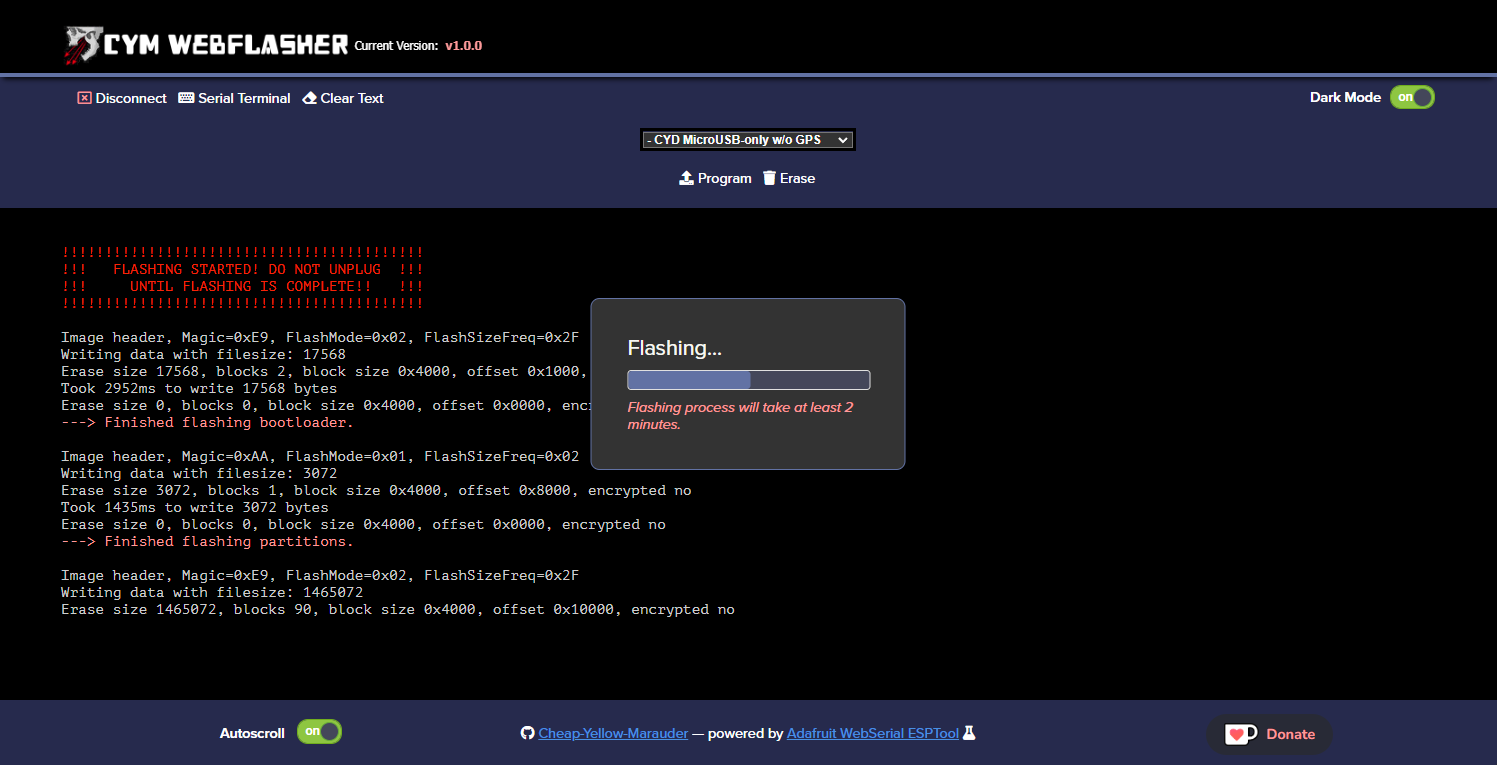 CYM WEBFLASHER Current Version: v1.0.0
Disconnect Serial Terminal Clear Text Dark Mode on
- CYD MicroUSB-only w/o GPS
Program Erase
!!!!!!!!!!!!!!!!!!!!!!!!!!!!!!!!!!!!!!!!!!
!!!   FLASHING STARTED! DO NOT UNPLUG  !!!
!!!     UNTIL FLASHING IS COMPLETE!!   !!!
!!!!!!!!!!!!!!!!!!!!!!!!!!!!!!!!!!!!!!!!!!
Image header, Magic=0xE9, FlashMode=0x02, FlashSizeFreq=0x2F
Writing data with filesize: 17568
Erase size 17568, blocks 2, block size 0x4000, offset 0x1000,
Took 2952ms to write 17568 bytes
Erase size 0, blocks 0, block size 0x4000, offset 0x0000,
---> Finished flashing bootloader.
Image header, Magic=0xAA, FlashMode=0x01, FlashSizeFreq=0x02
Writing data with filesize: 3072
Erase size 3072, blocks 1, block size 0x4000, offset 0x8000, encrypted no
Took 1435ms to write 3072 bytes
Erase size 0, blocks 0, block size 0x4000, offset 0x0000, encrypted no
---> Finished flashing partitions.
Image header, Magic=0xE9, FlashMode=0x02, FlashSizeFreq=0x2F
Writing data with filesize: 1465072
Erase size 1465072, blocks 90, block size 0x4000, offset 0x10000, encrypted no
Flashing...
Flashing process will take at least 2
minutes.
Autoscroll on Cheap-Yellow-Marauder — powered by Adafruit WebSerial ESPTool Donate